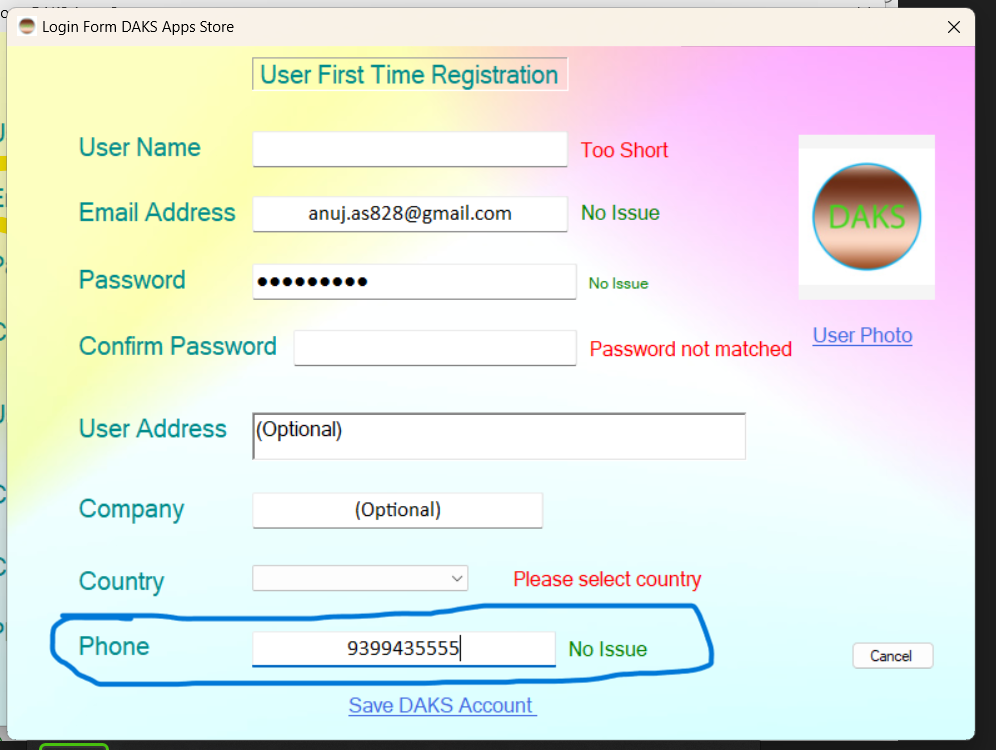 Login Form DAKS Apps Store
User First Time Registration
User Name Too Short
Email Address anuj.as828@gmail.com No Issue
DAKS
Password ●●●●●●●●● No Issue
User Photo
Confirm Password Password not matched
User Address (Optional)
Company (Optional)
Country Please select country
Phone 9399435555 No Issue
Cancel
Save DAKS Account